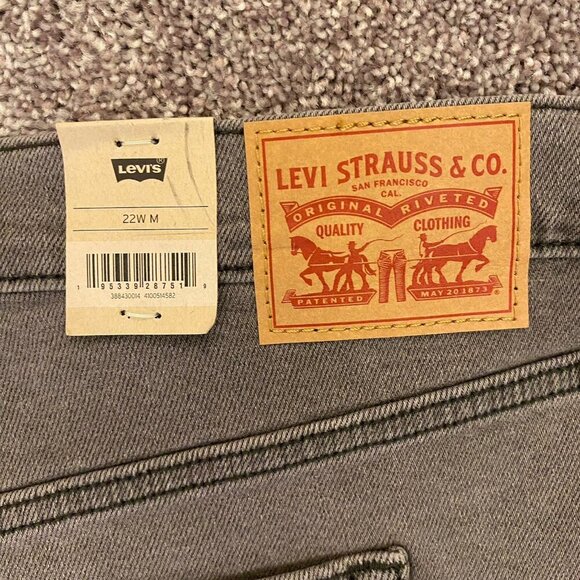 LEVI'S®
22W M
1 95339 28751 9
388430014 4100514582
LEVI STRAUSS & CO.
SAN FRANCISCO
CAL.
ORIGINAL RIVETED
QUALITY CLOTHING
PATENTED MAY 20 1873 ®